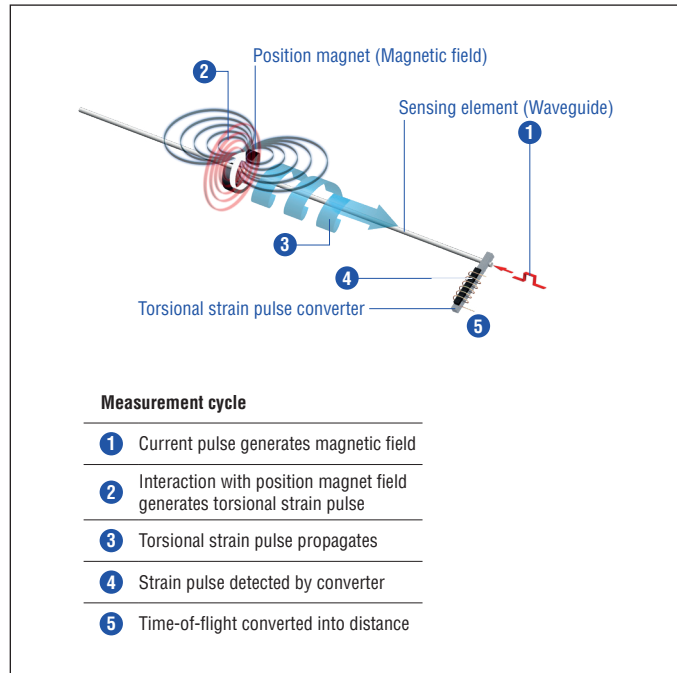 Position magnet (Magnetic field)
2
Sensing element (Waveguide)
1
3
4
Torsional strain pulse converter
5
Measurement cycle
1 Current pulse generates magnetic field
2 Interaction with position magnet field
generates torsional strain pulse
3 Torsional strain pulse propagates
4 Strain pulse detected by converter
5 Time-of-flight converted into distance